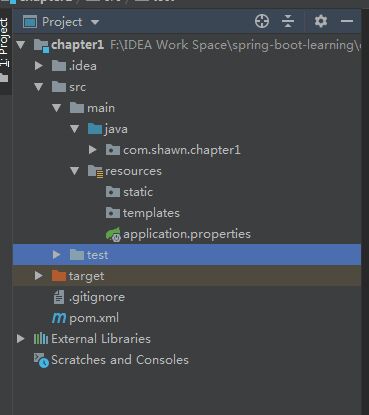 Project
1: Project
chapter1 F:\IDEA Work Space\spring-boot-learning\
.idea
src
main
java
com.shawn.chapter1
resources
static
templates
application.properties
test
target
.gitignore
pom.xml
External Libraries
Scratches and Consoles